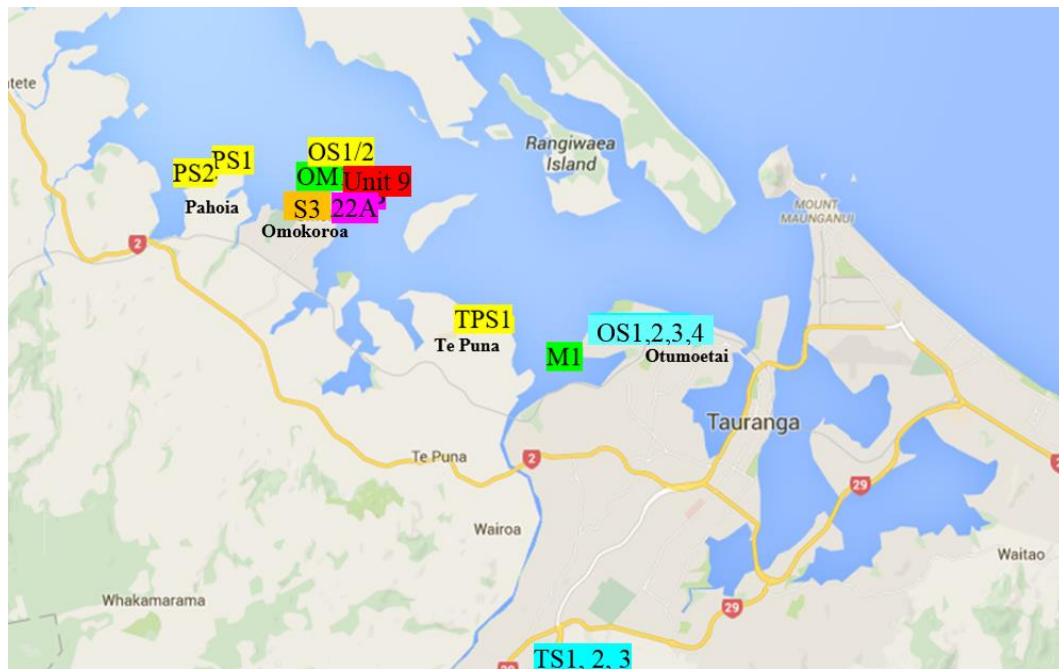 tete
PS2
PS1
OS1/2
OM
Unit 9
S3
22A
Pahoia
Omokoroa
Rangiwaea
Island
MOUNT
MAUNGANUI
2
TPS1
Te Puna
OS1,2,3,4
M1
Otumoetai
Tauranga
Te Puna
2
2
29
Wairoa
Waitao
Whakamarama
29
29
TS1, 2, 3